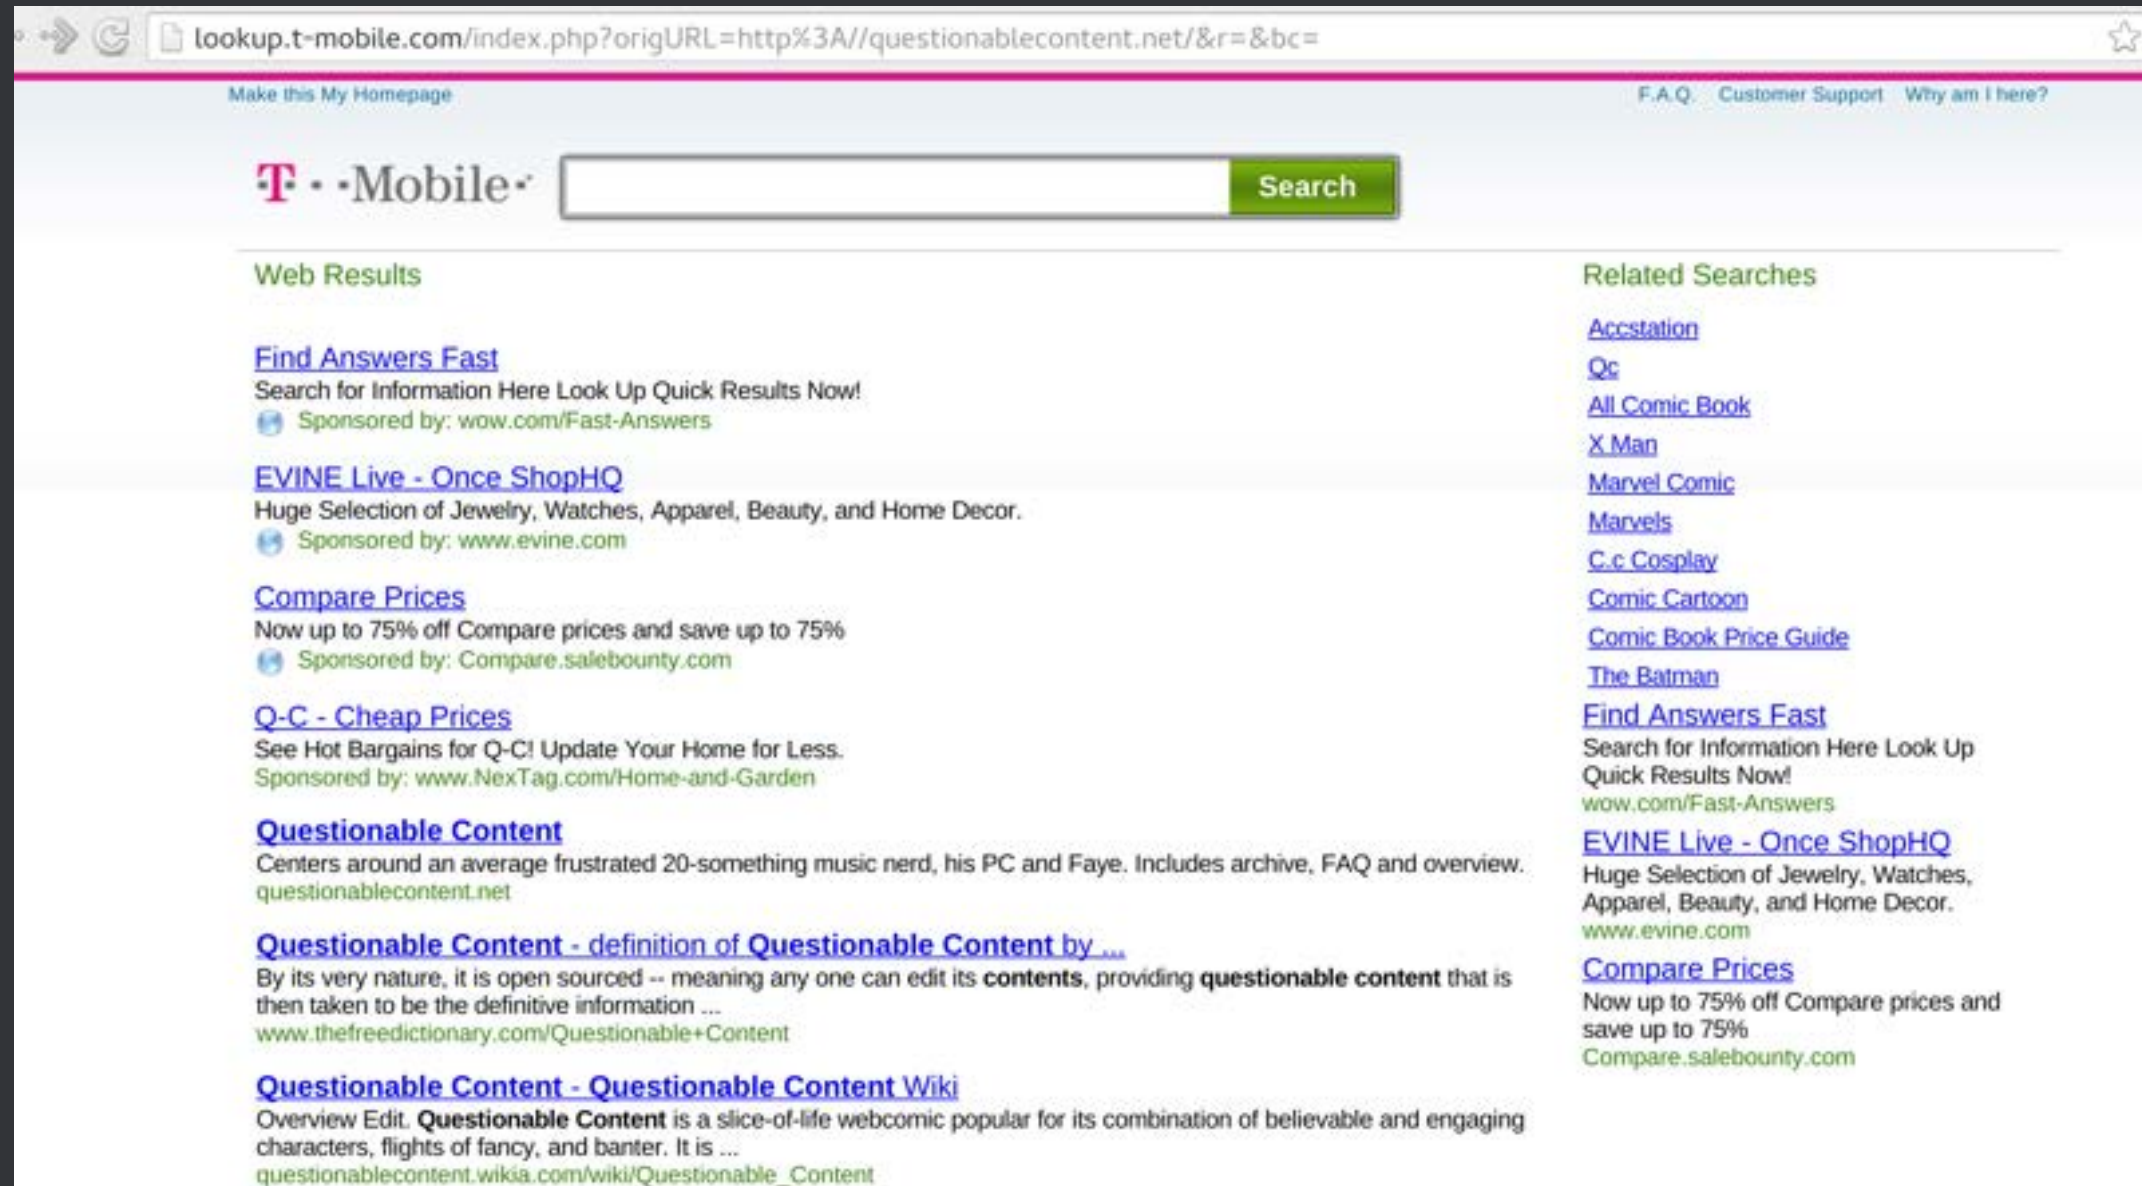 lookup.t-mobile.com/index.php?origURL=http%3A//questionablecontent.net/&r=&bc=
Make this My Homepage
F.A.Q. Customer Support Why am I here?
T··Mobile·
Search
Web Results
Find Answers Fast
Search for Information Here Look Up Quick Results Now!
Sponsored by: wow.com/Fast-Answers
EVINE Live - Once ShopHQ
Huge Selection of Jewelry, Watches, Apparel, Beauty, and Home Decor.
Sponsored by: www.evine.com
Compare Prices
Now up to 75% off Compare prices and save up to 75%
Sponsored by: Compare.salebounty.com
Q-C - Cheap Prices
See Hot Bargains for Q-C! Update Your Home for Less.
Sponsored by: www.NexTag.com/Home-and-Garden
Questionable Content
Centers around an average frustrated 20-something music nerd, his PC and Faye. Includes archive, FAQ and overview.
questionablecontent.net
Questionable Content - definition of Questionable Content by ...
By its very nature, it is open sourced -- meaning any one can edit its contents, providing questionable content that is
then taken to be the definitive information ...
www.thefreedictionary.com/Questionable+Content
Questionable Content - Questionable Content Wiki
Overview Edit. Questionable Content is a slice-of-life webcomic popular for its combination of believable and engaging
characters, flights of fancy, and banter. It is ...
questionablecontent.wikia.com/wiki/Questionable_Content
Related Searches
Accstation
Qc
All Comic Book
X Man
Marvel Comic
Marvels
C.c Cosplay
Comic Cartoon
Comic Book Price Guide
The Batman
Find Answers Fast
Search for Information Here Look Up
Quick Results Now!
wow.com/Fast-Answers
EVINE Live - Once ShopHQ
Huge Selection of Jewelry, Watches,
Apparel, Beauty, and Home Decor.
www.evine.com
Compare Prices
Now up to 75% off Compare prices and
save up to 75%
Compare.salebounty.com